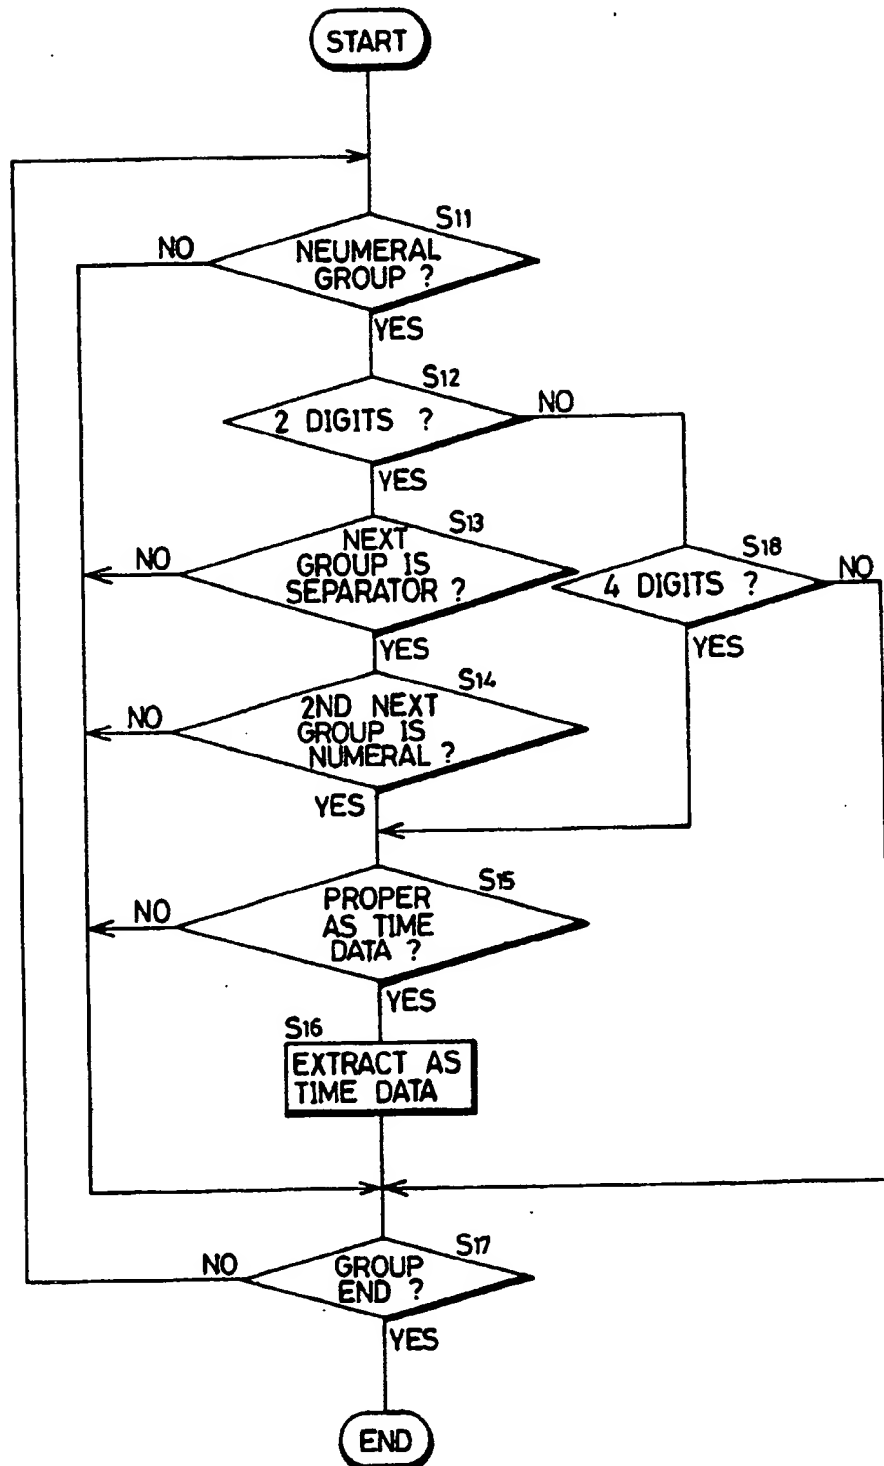 START
S11
NO
NEUMERAL
GROUP ?
YES
S12
2 DIGITS ?
NO
YES
S13
NO
NEXT
GROUP IS
SEPARATOR ?
YES
S18
4 DIGITS ?
NO
YES
S14
NO
2ND NEXT
GROUP IS
NUMERAL ?
YES
S15
NO
PROPER
AS TIME
DATA ?
YES
S16
EXTRACT AS
TIME DATA
S17
NO
GROUP
END ?
YES
END